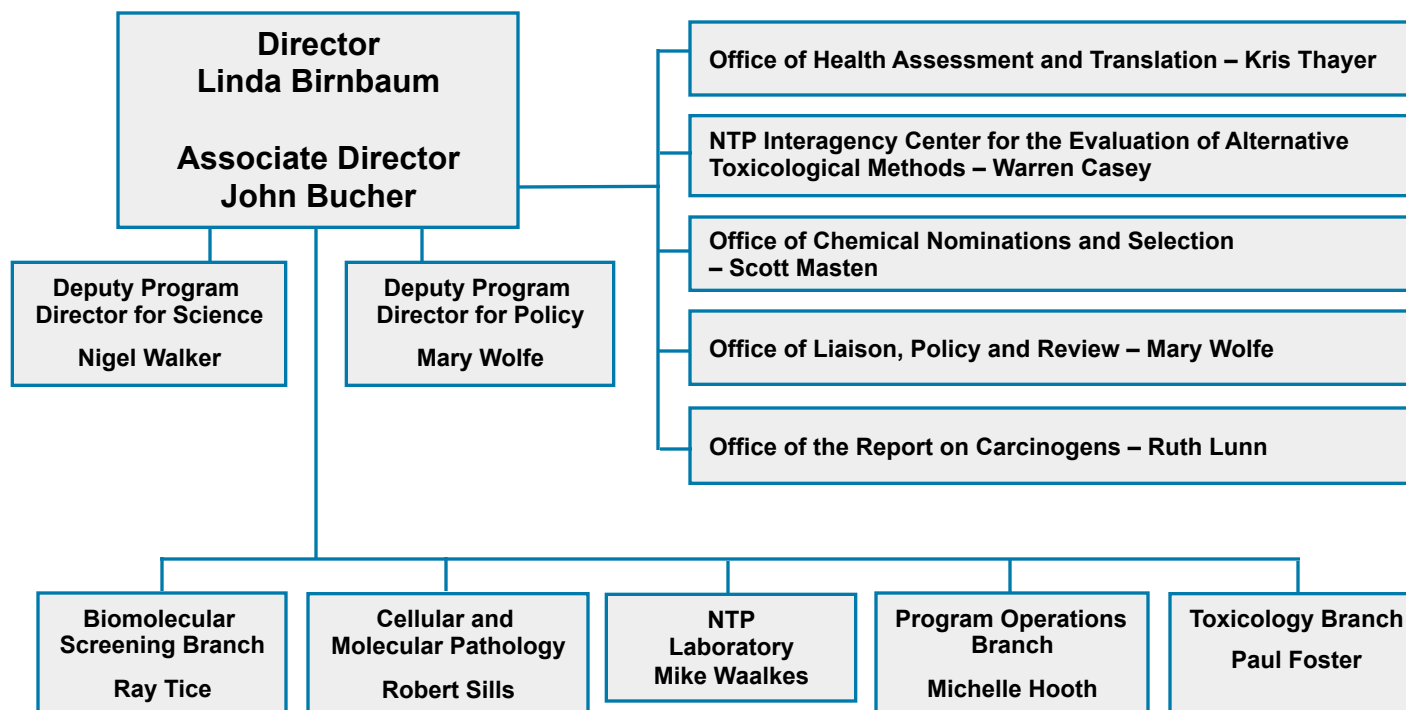 Director
Linda Birnbaum
Associate Director
John Bucher
Deputy Program
Director for Science
Nigel Walker
Deputy Program
Director for Policy
Mary Wolfe
Office of Health Assessment and Translation – Kris Thayer
NTP Interagency Center for the Evaluation of Alternative
Toxicological Methods – Warren Casey
Office of Chemical Nominations and Selection
– Scott Masten
Office of Liaison, Policy and Review – Mary Wolfe
Office of the Report on Carcinogens – Ruth Lunn
Biomolecular
Screening Branch
Ray Tice
Cellular and
Molecular Pathology
Robert Sills
NTP
Laboratory
Mike Waalkes
Program Operations
Branch
Michelle Hooth
Toxicology Branch
Paul Foster